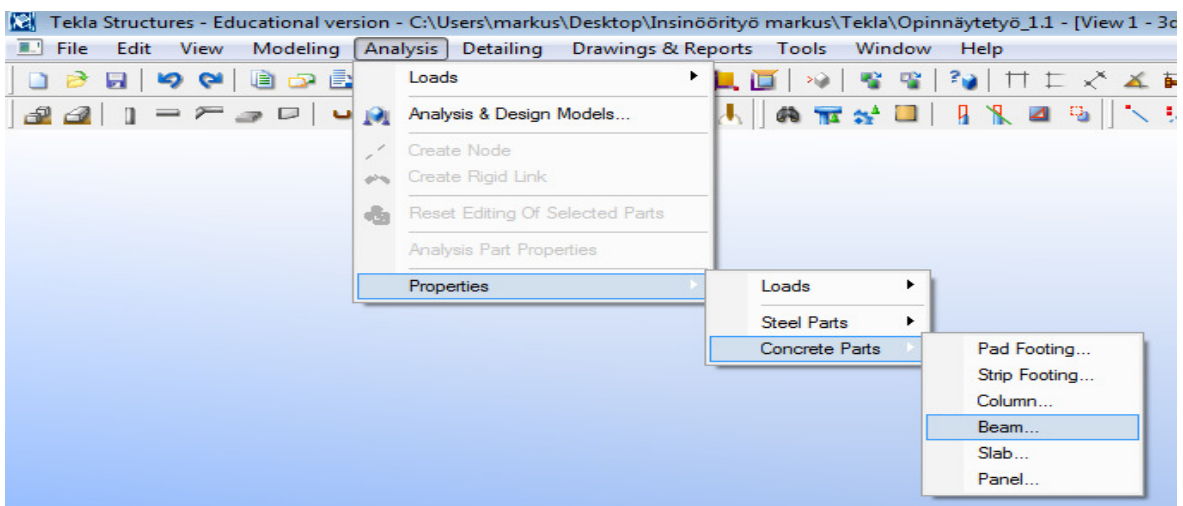 Tekla Structures - Educational version - C:\Users\markus\Desktop\Insinöörityö markus\Tekla\Opinnäytetyö_1.1 - [View 1 - 3d
File Edit View Modeling Analysis Detailing Drawings & Reports Tools Window Help
Loads
Analysis & Design Models...
Create Node
Create Rigid Link
Reset Editing Of Selected Parts
Analysis Part Properties
Properties
Loads
Steel Parts
Concrete Parts
Pad Footing...
Strip Footing...
Column...
Beam...
Slab...
Panel...